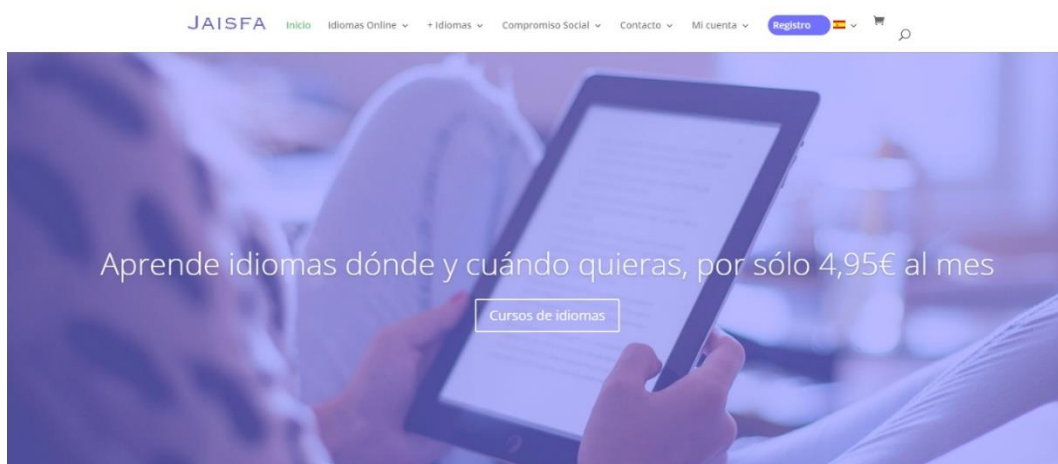 JAISFA Inicio Idiomas Online + Idiomas Compromiso Social Contacto Mi cuenta Registro
Aprende idiomas dónde y cuándo quieras, por sólo 4,95€ al mes
Cursos de idiomas